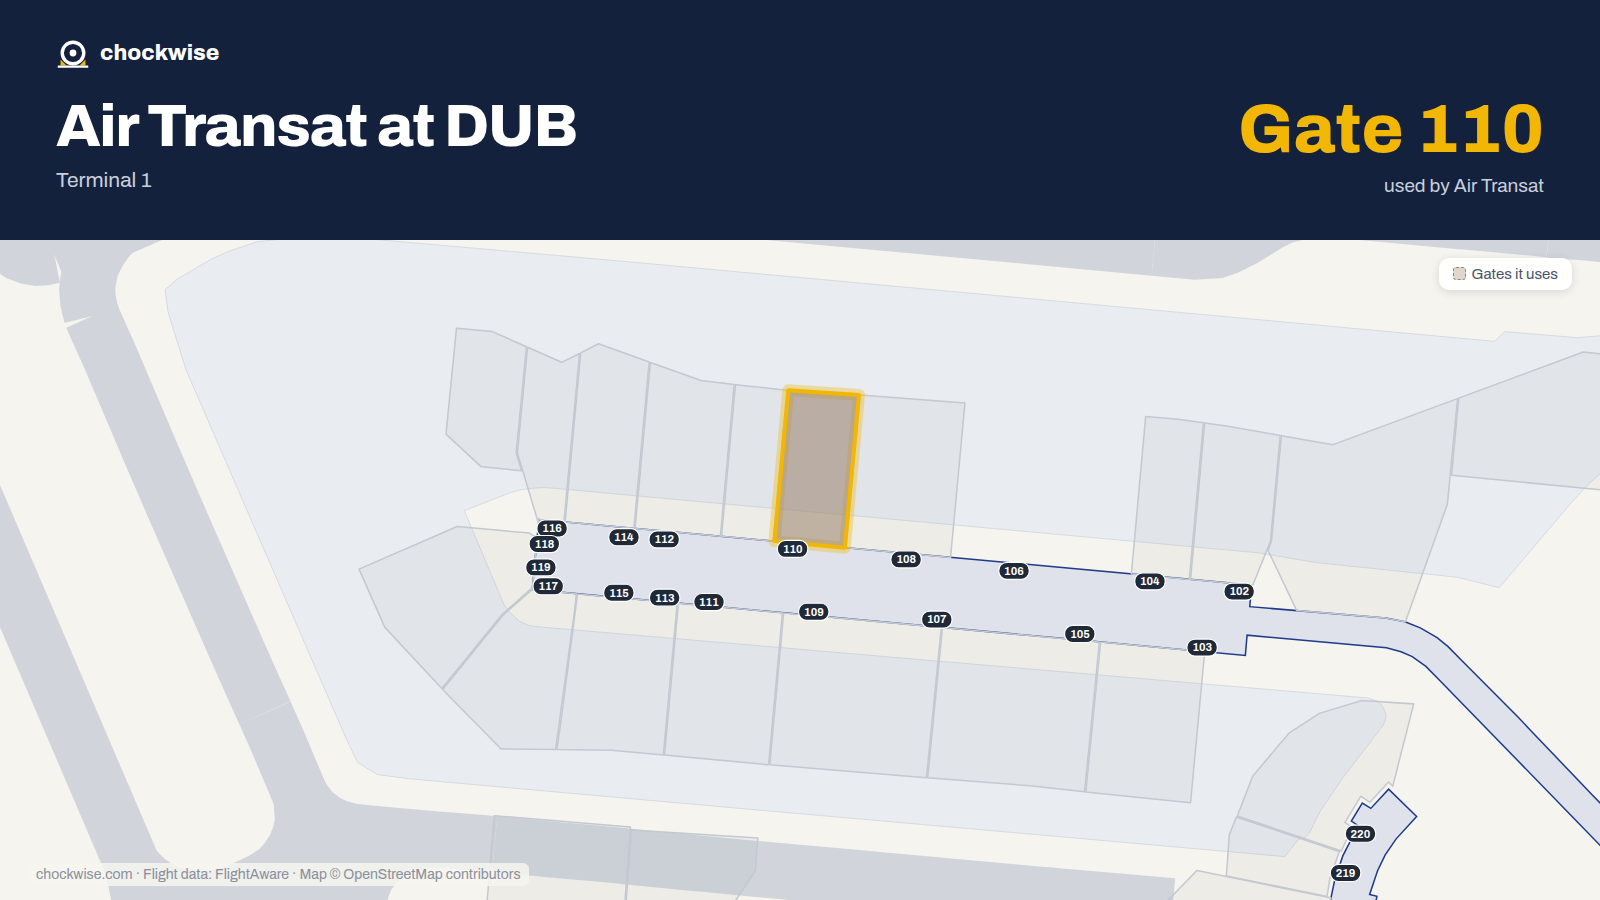 chockwise
Air Transat at DUB
Terminal 1
Gate 110
used by Air Transat
Gates it uses
116
118
114
112
110
108
106
104
102
119
117
115
113
111
109
107
105
103
220
219
chockwise.com · Flight data: FlightAware · Map © OpenStreetMap contributors